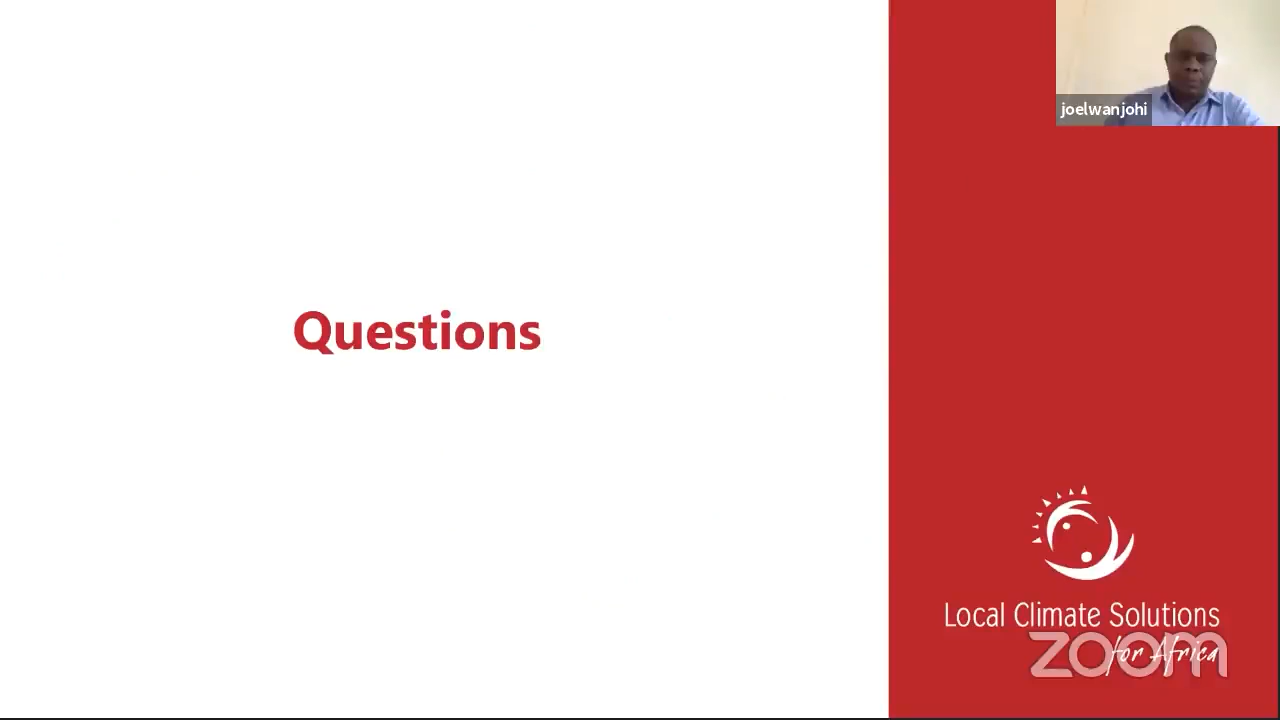 joelwanjohi
Questions
Local Climate Solutions
for Africa
zoom